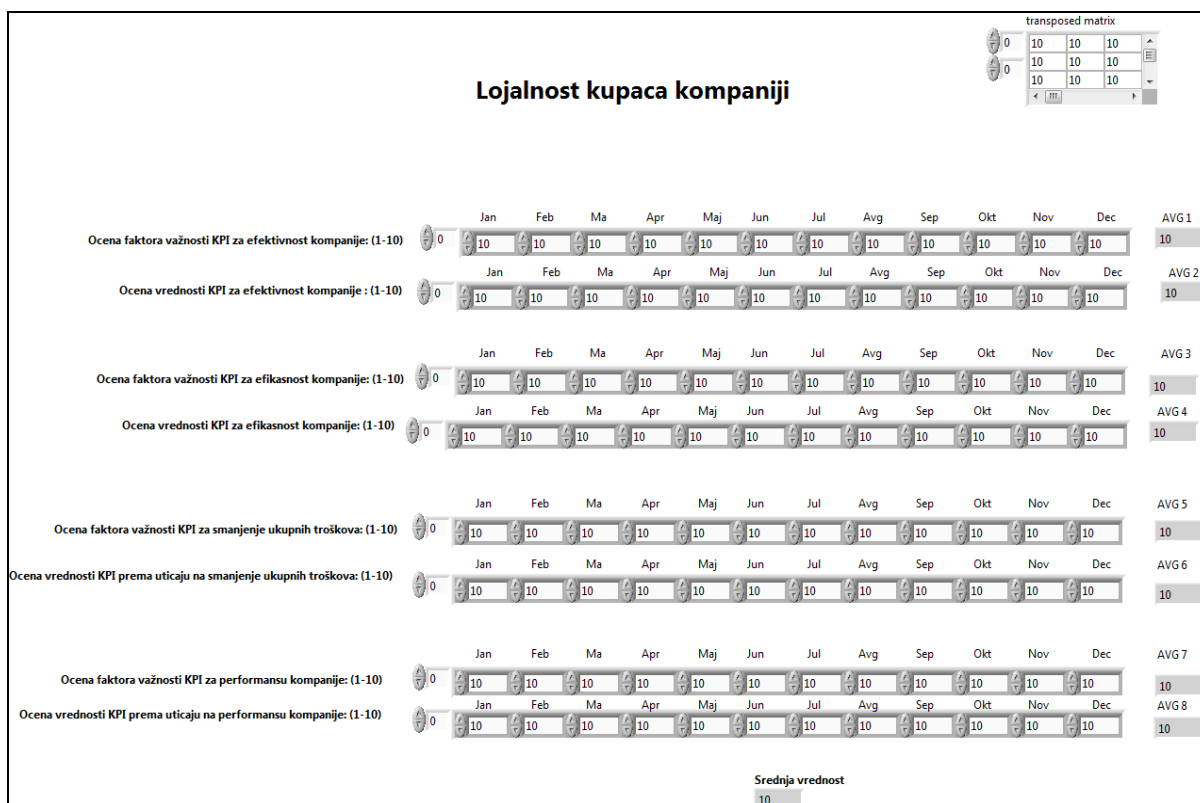 transposed matrix
0 10 10 10
0 10 10 10
10 10 10
Lojalnost kupaca kompaniji
Jan Feb Ma Apr Maj Jun Jul Avg Sep Okt Nov Dec AVG 1
Ocena faktora važnosti KPI za efektivnost kompanije: (1-10) 0 10 10 10 10 10 10 10 10 10 10 10 10 10
Jan Feb Ma Apr Maj Jun Jul Avg Sep Okt Nov Dec AVG 2
Ocena vrednosti KPI za efektivnost kompanije : (1-10) 0 10 10 10 10 10 10 10 10 10 10 10 10 10
Jan Feb Ma Apr Maj Jun Jul Avg Sep Okt Nov Dec AVG 3
Ocena faktora važnosti KPI za efikasnost kompanije: (1-10) 0 10 10 10 10 10 10 10 10 10 10 10 10 10
Jan Feb Ma Apr Maj Jun Jul Avg Sep Okt Nov Dec AVG 4
Ocena vrednosti KPI za efikasnost kompanije: (1-10) 0 10 10 10 10 10 10 10 10 10 10 10 10 10
Jan Feb Ma Apr Maj Jun Jul Avg Sep Okt Nov Dec AVG 5
Ocena faktora važnosti KPI za smanjenje ukupnih troškova: (1-10) 0 10 10 10 10 10 10 10 10 10 10 10 10 10
Jan Feb Ma Apr Maj Jun Jul Avg Sep Okt Nov Dec AVG 6
Ocena vrednosti KPI prema uticaju na smanjenje ukupnih troškova: (1-10) 0 10 10 10 10 10 10 10 10 10 10 10 10 10
Jan Feb Ma Apr Maj Jun Jul Avg Sep Okt Nov Dec AVG 7
Ocena faktora važnosti KPI za performansu kompanije: (1-10) 0 10 10 10 10 10 10 10 10 10 10 10 10 10
Jan Feb Ma Apr Maj Jun Jul Avg Sep Okt Nov Dec AVG 8
Ocena vrednosti KPI prema uticaju na performansu kompanije: (1-10) 0 10 10 10 10 10 10 10 10 10 10 10 10 10
Srednja vrednost
10